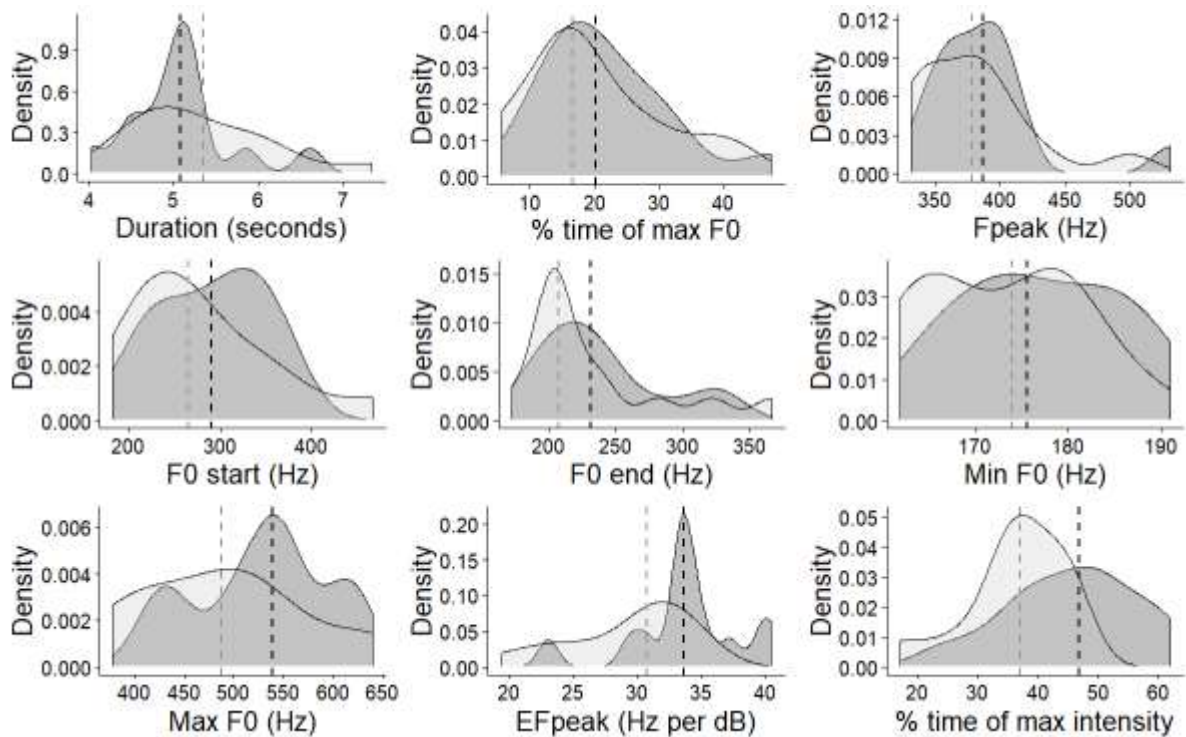 Density
0.9
0.6
0.3
0.0
4 5 6 7
Duration (seconds)
Density
0.04
0.03
0.02
0.01
0.00
10 20 30 40
% time of max F0
Density
0.012
0.009
0.006
0.003
0.000
350 400 450 500
Fpeak (Hz)
Density
0.004
0.002
0.000
200 300 400
F0 start (Hz)
Density
0.015
0.010
0.005
0.000
200 250 300 350
F0 end (Hz)
Density
0.03
0.02
0.01
0.00
170 180 190
Min F0 (Hz)
Density
0.006
0.004
0.002
0.000
400 450 500 550 600 650
Max F0 (Hz)
Density
0.20
0.15
0.10
0.05
0.00
20 25 30 35 40
EFpeak (Hz per dB)
Density
0.05
0.04
0.03
0.02
0.01
0.00
20 30 40 50 60
% time of max intensity